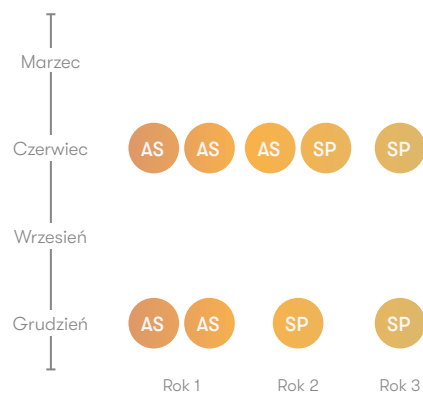 Marzec
Czerwiec AS AS AS SP SP
Wrzesień
Grudzień AS AS SP SP
Rok 1 Rok 2 Rok 3